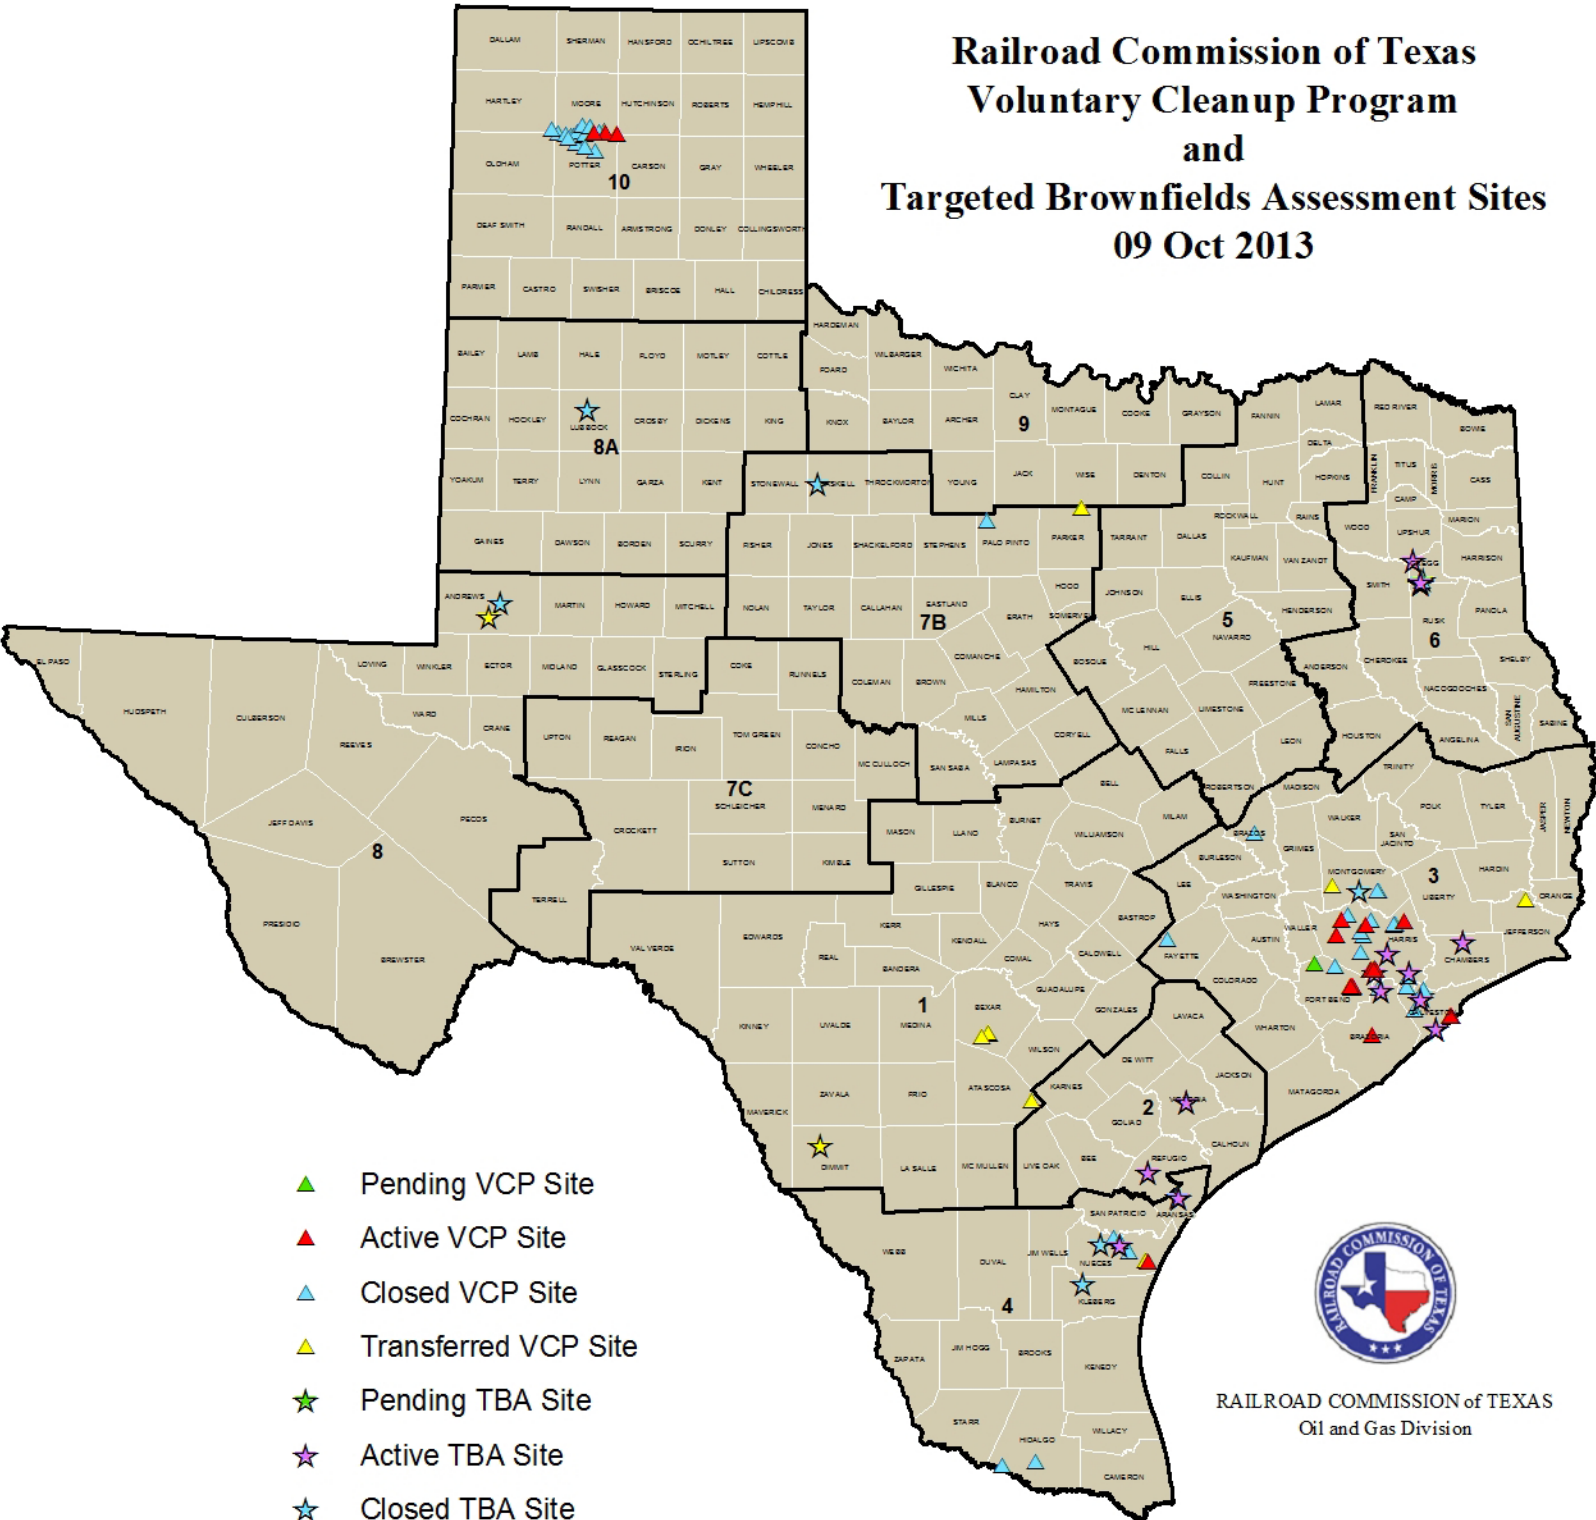 Railroad Commission of Texas
Voluntary Cleanup Program
and
Targeted Brownfields Assessment Sites
09 Oct 2013
DALLAM SHERMAN HANSFORD OCHILTREE LIPSCOMB
HARTLEY MOORE HUTCHINSON ROBERTS HEMPHILL
OLDHAM POTTER CARSON GRAY WHEELER
10
DEAF SMITH RANDALL ARMSTRONG DONLEY COLLINGSWORTH
PARMER CASTRO SWISHER BRISCOE HALL CHILDRESS
HARDEMAN
BAILEY LAMB HALE FLOYD MOTLEY COTTLE FOARD WILBARGER WICHITA
CLAY MONTAGUE COOKE GRAYSON FANNIN LAMAR RED RIVER BOWIE
COCHRAN HOCKLEY LUBBOCK CROSBY DICKENS KING KNOX BAYLOR ARCHER 9
8A
DELTA HOPKINS FRANKLIN TITUS MORRIS CASS CAMP
YOAKUM TERRY LYNN GARZA KENT STONEWALL THROCKMORTON YOUNG JACK WISE DENTON COLLIN HUNT
ROCKWALL RAINS WOOD UPSHUR MARION
GAINES DAWSON BORDEN SCURRY FISHER JONES SHACKELFORD STEPHENS PALO PINTO PARKER TARRANT DALLAS KAUFMAN VAN ZANDT HARRISON
SMITH PANOLA RUSK
6
ANDREWS MARTIN HOWARD MITCHELL NOLAN TAYLOR CALLAHAN EASTLAND ERATH HOOD JOHNSON ELLIS HENDERSON
7B 5
NAVARRO
EL PASO LOVING WINKLER ECTOR MIDLAND GLASSCOCK STERLING COKE RUNNELS COLEMAN BROWN COMANCHE BOSQUE HILL ANDERSON CHEROKEE SHELBY
HUDSPETH CULBERSON WARD CRANE HAMILTON FREESTONE NACOGDOCHES SAN AUGUSTINE SABINE
REEVES UPTON REAGAN IRION TOM GREEN CONCHO MILLS MC LENNAN LIMESTONE HOUSTON ANGELINA
MC CULLOCH SAN SABA LAMPASAS CORYELL FALLS LEON TRINITY
7C
SCHLEICHER MENARD BELL ROBERTSON MADISON
JEFF DAVIS PECOS CROCKETT MASON LLANO BURNET WILLIAMSON MILAM BRAZOS WALKER POLK TYLER JASPER NEWTON
SAN JACINTO
8
SUTTON KIMBLE BURLESON GRIMES
GILLESPIE BLANCO TRAVIS LEE MONTGOMERY 3 HARDIN
TERRELL WASHINGTON LIBERTY ORANGE
PRESIDIO KERR HAYS BASTROP WALLER JEFFERSON
VAL VERDE EDWARDS KENDALL AUSTIN HARRIS
BREWSTER REAL BANDERA COMAL CALDWELL FAYETTE CHAMBERS
GUADALUPE COLORADO FORT BEND
1
KINNEY UVALDE MEDINA BEXAR GONZALES LAVACA WHARTON
WILSON DE WITT
ZAVALA FRIO ATASCOSA KARNES JACKSON MATAGORDA
MAVERICK GOLIAD 2
CALHOUN
DIMMIT LA SALLE MC MULLEN LIVE OAK BEE REFUGIO
SAN PATRICIO ARANSAS
WEBB DUVAL JIM WELLS NUECES
4 KLEBERG
ZAPATA JIM HOGG BROOKS KENEDY
STARR HIDALGO WILLACY
CAMERON
Pending VCP Site
Active VCP Site
Closed VCP Site
Transferred VCP Site
Pending TBA Site
Active TBA Site
Closed TBA Site
RAILROAD COMMISSION OF TEXAS
RAILROAD COMMISSION of TEXAS
Oil and Gas Division